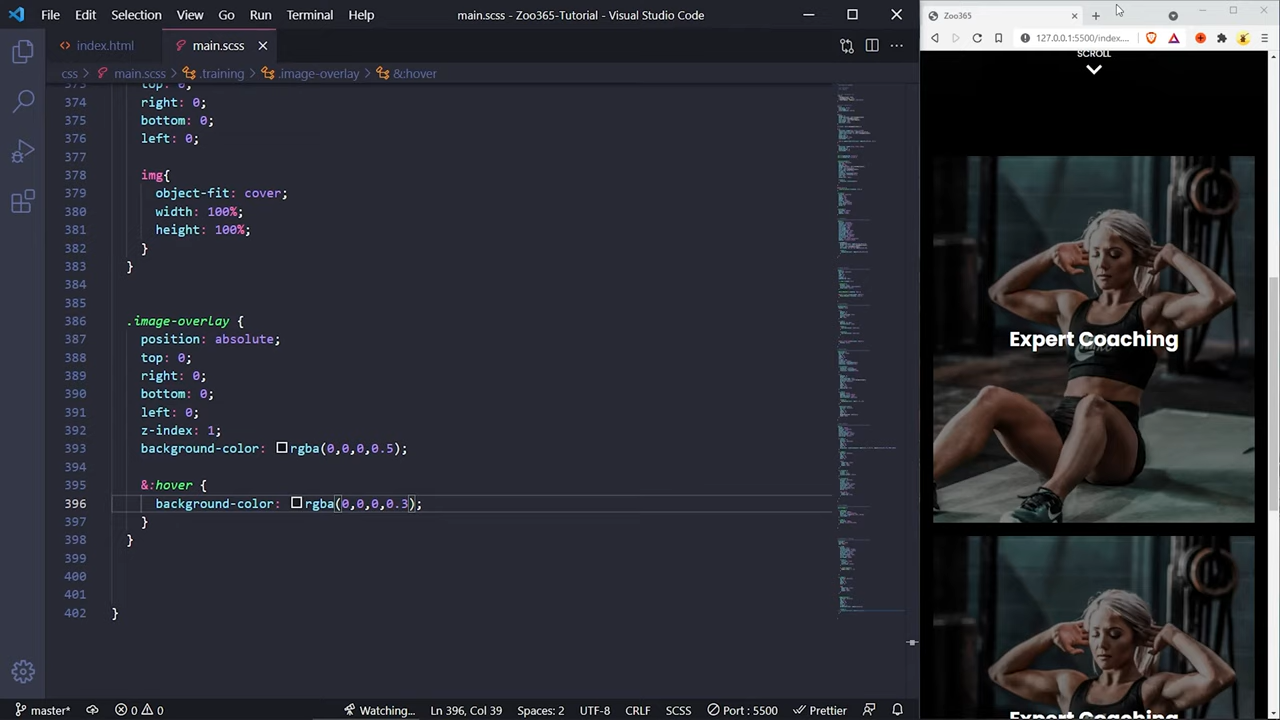 File Edit Selection View Go Run Terminal Help
main.scss - Zoo365-Tutorial - Visual Studio Code
index.html
main.scss
css > main.scss > .training > .image-overlay > &:hover
373 top: 0;
374 right: 0;
375 bottom: 0;
376 left: 0;
377
378 img{
379 object-fit: cover;
380 width: 100%;
381 height: 100%;
382 }
383 }
384
385
386 .image-overlay {
387 position: absolute;
388 top: 0;
389 right: 0;
390 bottom: 0;
391 left: 0;
392 z-index: 1;
393 background-color: rgba(0,0,0,0.5);
394
395 &:hover {
396 background-color: rgba(0,0,0,0.3);
397 }
398 }
399
400
401
402 }
master*
0 0
Watching...
Ln 396, Col 39
Spaces: 2
UTF-8
CRLF
SCSS
Port : 5500
Prettier
Zoo365
127.0.0.1:5500/index....
SCROLL
Expert Coaching
Expert Coaching